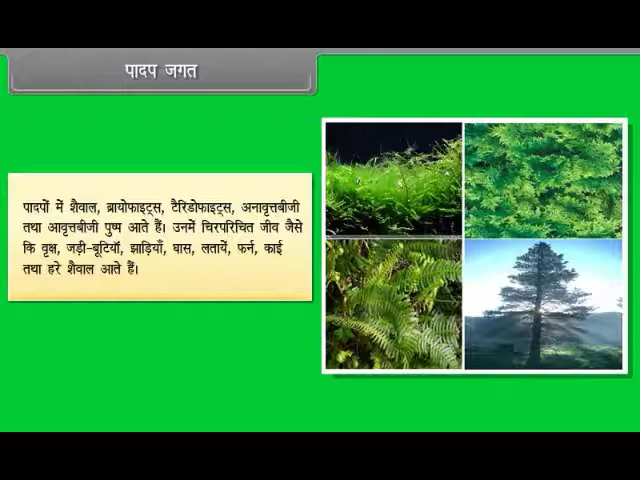 पादप जगत
पादपों में शैवाल, ब्रायोफाइट्स, टैरिडोफाइट्स, अनावृत्तबीजी
तथा आवृत्तबीजी पुष्प आते हैं। उनमें चिरपरिचित जीव जैसे
कि वृक्ष, जड़ी-बूटियाँ, झाड़ियाँ, घास, लतायें, फर्न, काई
तथा हरे शैवाल आते हैं।